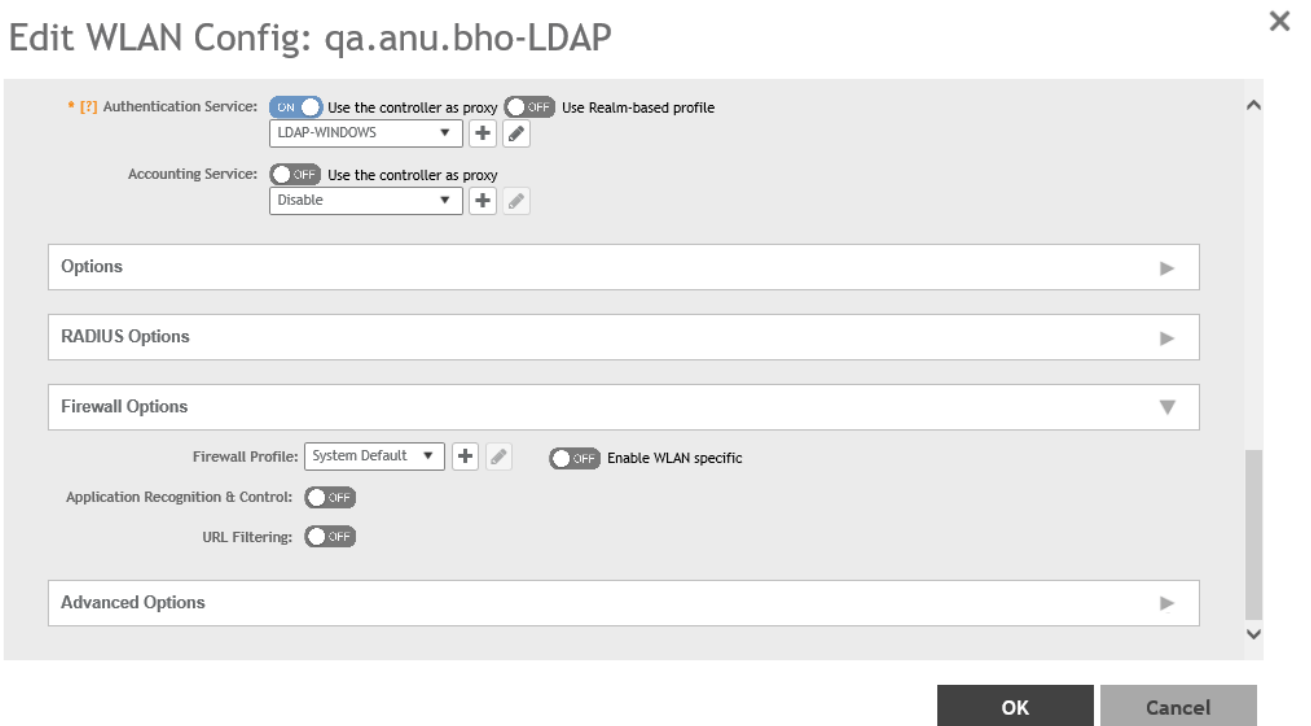 Edit WLAN Config: qa.anu.bho-LDAP
* [?] Authentication Service: ON Use the controller as proxy OFF Use Realm-based profile
LDAP-WINDOWS
Accounting Service: OFF Use the controller as proxy
Disable
Options
RADIUS Options
Firewall Options
Firewall Profile: System Default OFF Enable WLAN specific
Application Recognition & Control: OFF
URL Filtering: OFF
Advanced Options
OK Cancel